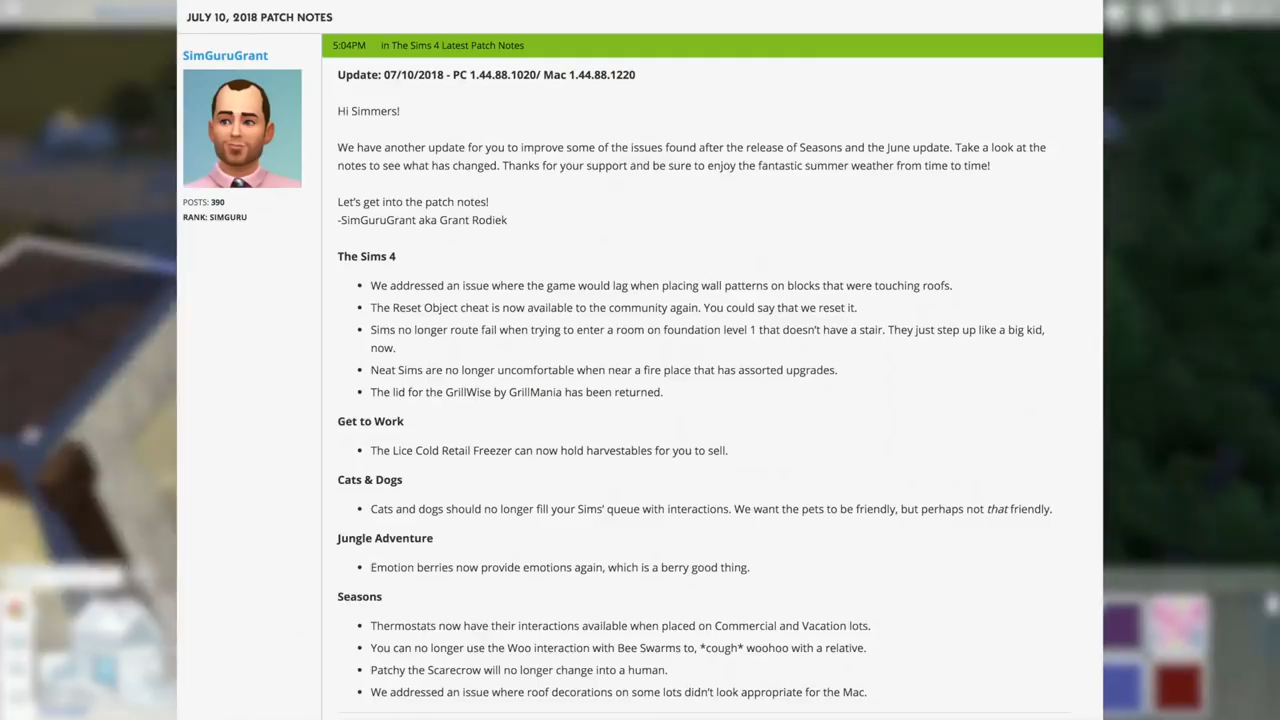 JULY 10, 2018 PATCH NOTES
SimGuruGrant
POSTS: 390
RANK: SIMGURU
5:04PM in The Sims 4 Latest Patch Notes
Update: 07/10/2018 - PC 1.44.88.1020/ Mac 1.44.88.1220
Hi Simmers!
We have another update for you to improve some of the issues found after the release of Seasons and the June update. Take a look at the
notes to see what has changed. Thanks for your support and be sure to enjoy the fantastic summer weather from time to time!
Let's get into the patch notes!
-SimGuruGrant aka Grant Rodiek
The Sims 4
• We addressed an issue where the game would lag when placing wall patterns on blocks that were touching roofs.
• The Reset Object cheat is now available to the community again. You could say that we reset it.
• Sims no longer route fail when trying to enter a room on foundation level 1 that doesn't have a stair. They just step up like a big kid,
now.
• Neat Sims are no longer uncomfortable when near a fire place that has assorted upgrades.
• The lid for the GrillWise by GrillMania has been returned.
Get to Work
• The Lice Cold Retail Freezer can now hold harvestables for you to sell.
Cats & Dogs
• Cats and dogs should no longer fill your Sims' queue with interactions. We want the pets to be friendly, but perhaps not that friendly.
Jungle Adventure
• Emotion berries now provide emotions again, which is a berry good thing.
Seasons
• Thermostats now have their interactions available when placed on Commercial and Vacation lots.
• You can no longer use the Woo interaction with Bee Swarms to, *cough* woohoo with a relative.
• Patchy the Scarecrow will no longer change into a human.
• We addressed an issue where roof decorations on some lots didn't look appropriate for the Mac.